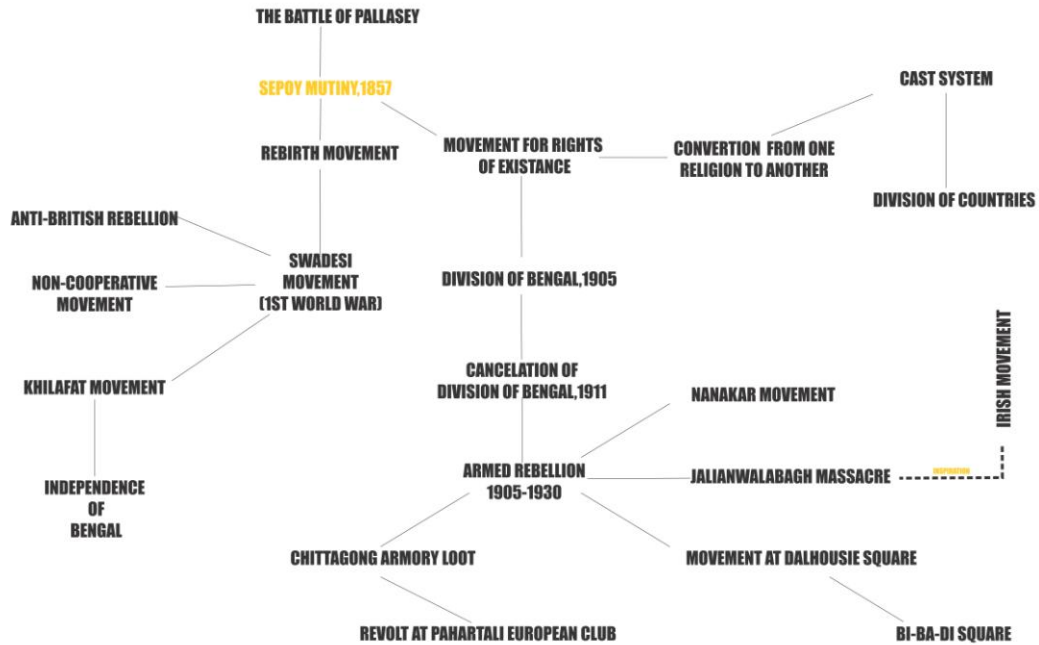 THE BATTLE OF PALLASEY
SEPOY MUTINY,1857
CAST SYSTEM
REBIRTH MOVEMENT
MOVEMENT FOR RIGHTS
OF EXISTANCE
CONVERTION FROM ONE
RELIGION TO ANOTHER
DIVISION OF COUNTRIES
ANTI-BRITISH REBELLION
SWADESI
MOVEMENT
(1ST WORLD WAR)
NON-COOPERATIVE
MOVEMENT
DIVISION OF BENGAL,1905
IRISH MOVEMENT
KHILAFAT MOVEMENT
CANCELATION OF
DIVISION OF BENGAL,1911
NANAKAR MOVEMENT
ARMED REBELLION
1905-1930
JALIANWALABAGH MASSACRE
INSPIRATION
INDEPENDENCE
OF
BENGAL
CHITTAGONG ARMORY LOOT
MOVEMENT AT DALHOUSIE SQUARE
REVOLT AT PAHARTALI EUROPEAN CLUB
BI-BA-DI SQUARE